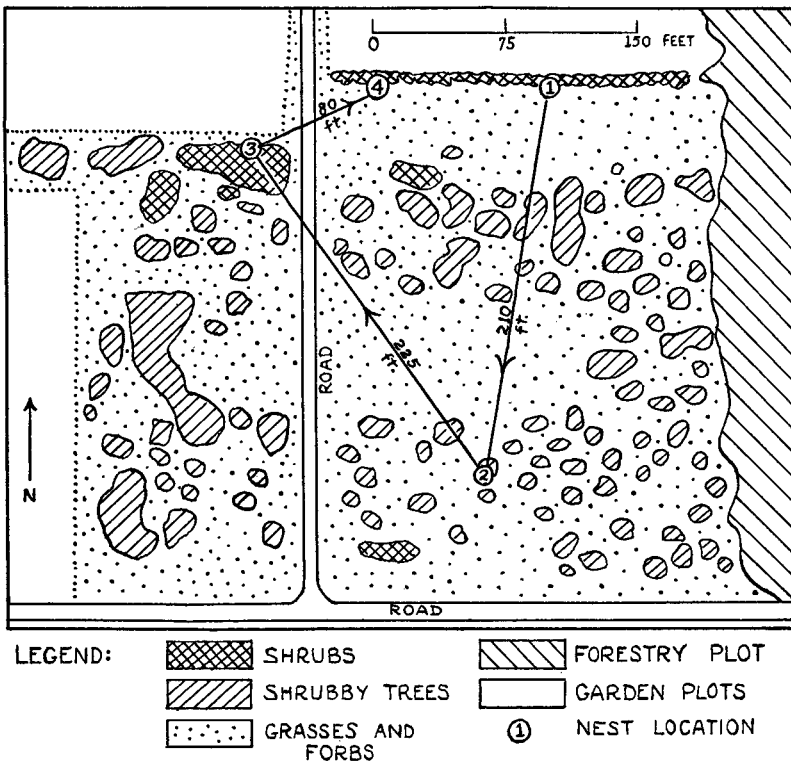 0 75 150 FEET
④ ①
80 ft
③
210 ft
225 ft
ROAD
N
②
ROAD
LEGEND:
SHRUBS
FORESTRY PLOT
SHRUBBY TREES
GARDEN PLOTS
GRASSES AND FORBS
① NEST LOCATION